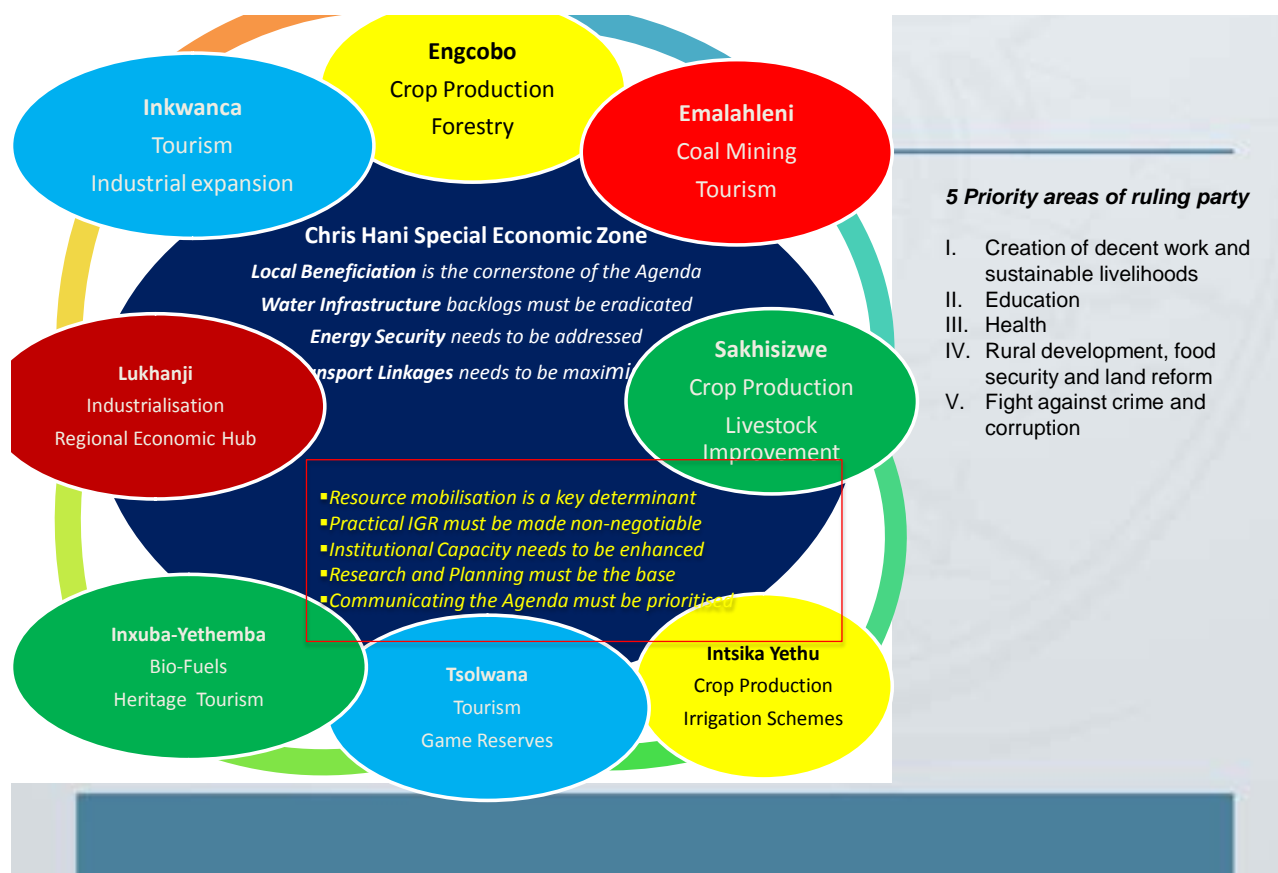 Engcobo
Crop Production
Forestry
Inkwanca
Tourism
Industrial expansion
Emalahleni
Coal Mining
Tourism
Chris Hani Special Economic Zone
Local Beneficiation is the cornerstone of the Agenda
Water Infrastructure backlogs must be eradicated
Energy Security needs to be addressed
nsport Linkages needs to be maximi
Lukhanji
Industrialisation
Regional Economic Hub
Sakhisizwe
Crop Production
Livestock
Improvement
▪Resource mobilisation is a key determinant
▪Practical IGR must be made non-negotiable
▪Institutional Capacity needs to be enhanced
▪Research and Planning must be the base
▪Communicating the Agenda must be prioritised
Inxuba-Yethemba
Bio-Fuels
Heritage Tourism
Tsolwana
Tourism
Game Reserves
Intsika Yethu
Crop Production
Irrigation Schemes
5 Priority areas of ruling party
I. Creation of decent work and
sustainable livelihoods
II. Education
III. Health
IV. Rural development, food
security and land reform
V. Fight against crime and
corruption